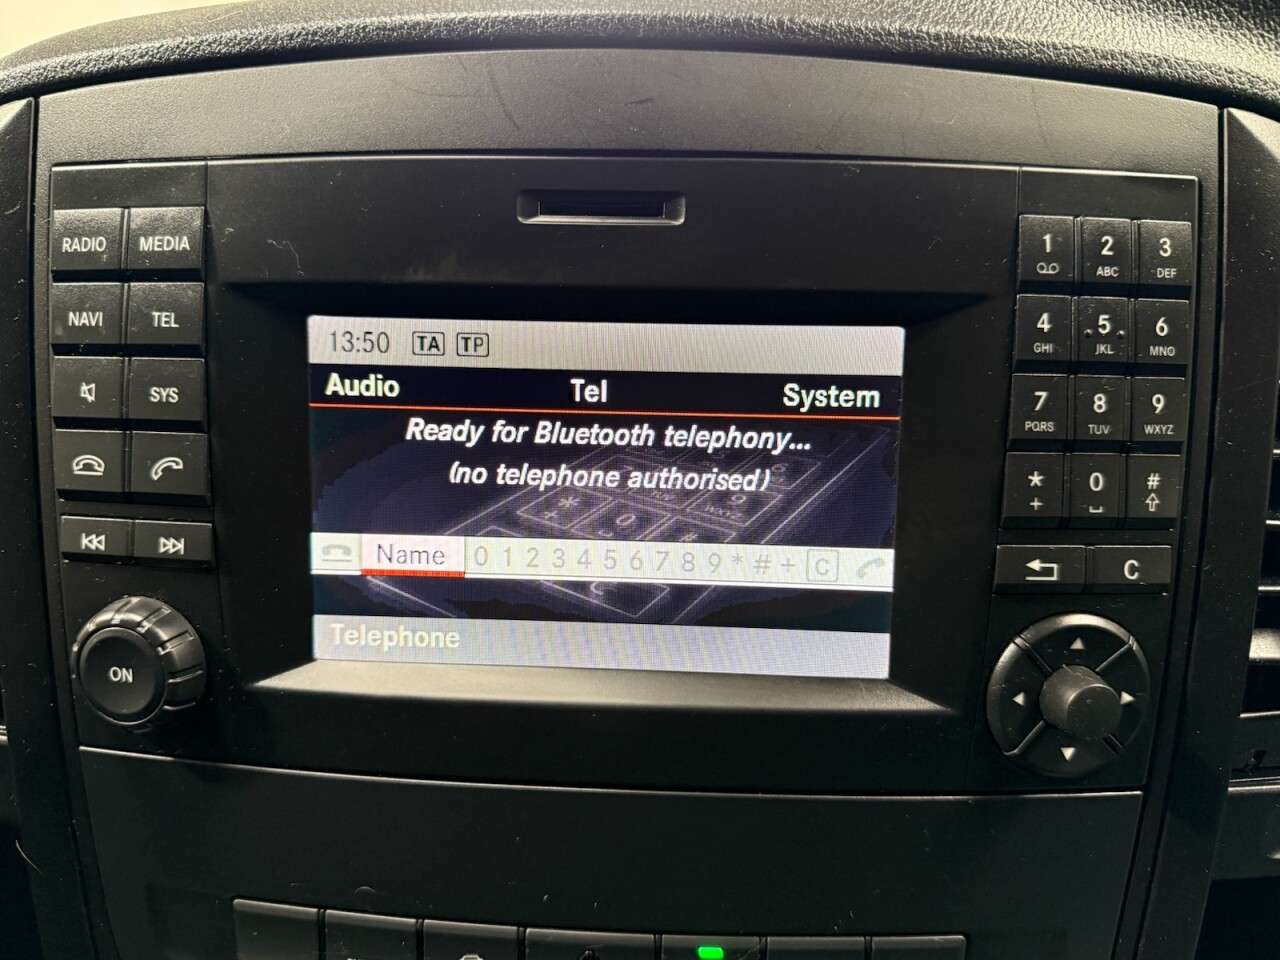 RADIO MEDIA
NAVI TEL
SYS
ON
13:50 TA TP
Audio Tel System
Ready for Bluetooth telephony...
(no telephone authorised)
Name 0 1 2 3 4 5 6 7 8 9 * # + C
Telephone
1 2 3
ABC DEF
4 5 6
GHI JKL MNO
7 8 9
PQRS TUV WXYZ
* 0 #
+
C